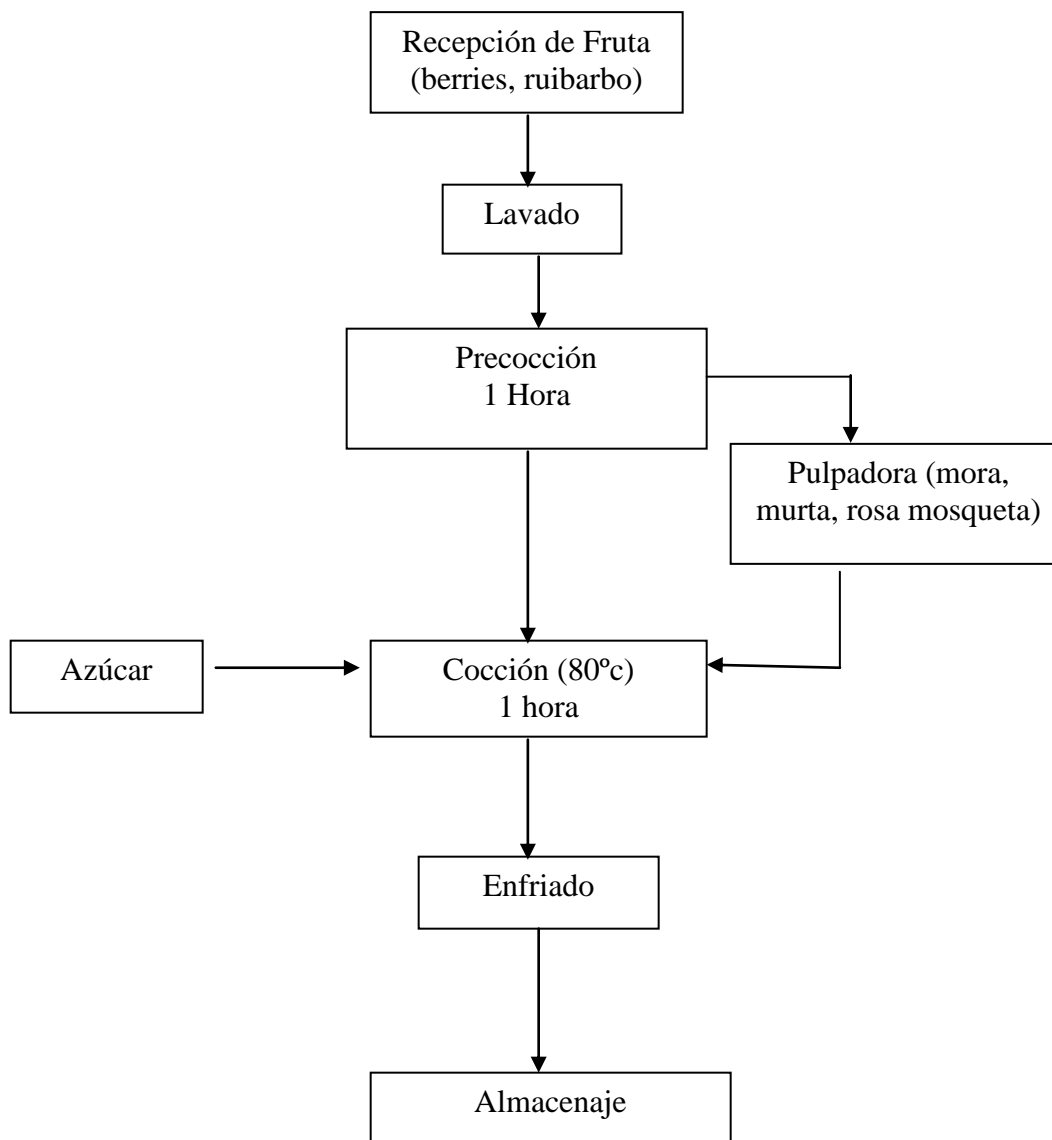 Recepción de Fruta
(berries, ruibarbo)
Lavado
Precocción
1 Hora
Pulpadora (mora,
murta, rosa mosqueta)
Azúcar
Cocción (80ºc)
1 hora
Enfriado
Almacenaje